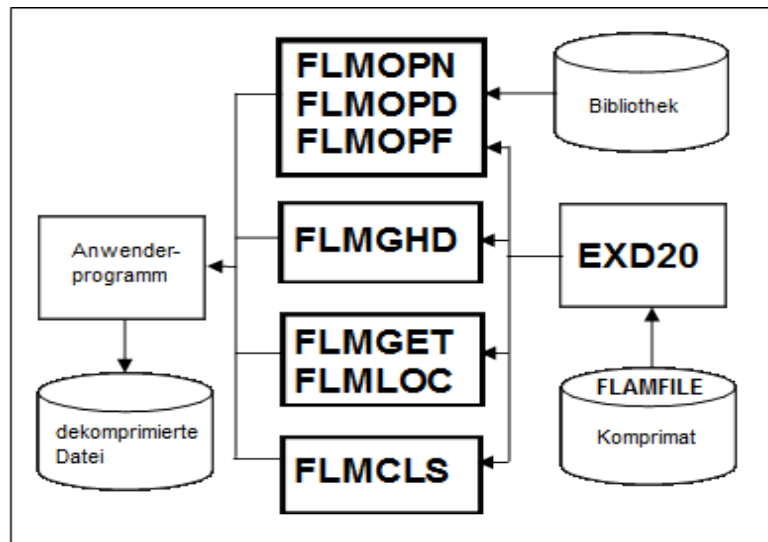 FLMOPN
FLMOPD
FLMOPF
Bibliothek
FLMGHD
Anwender-
programm
EXD20
FLMGET
FLMLOC
FLAMFILE
Komprimat
dekomprimierte
Datei
FLMCLS